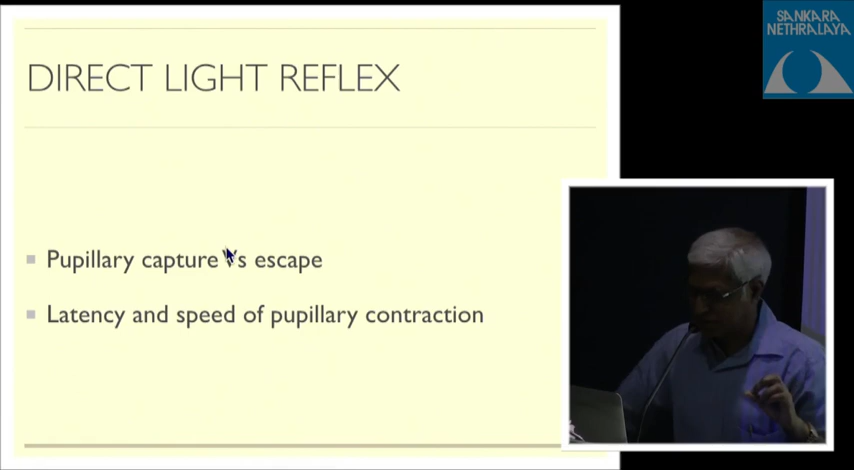 SANKARA
NETHRALAYA
DIRECT LIGHT REFLEX
Pupillary capture Vs escape
Latency and speed of pupillary contraction